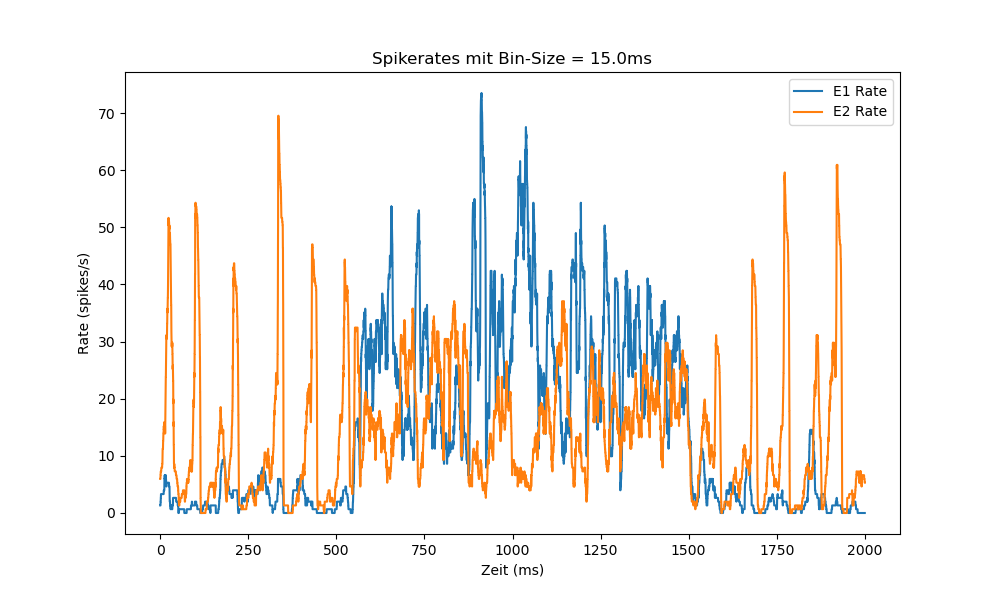 Spikerates mit Bin-Size = 15.0ms
E1 Rate
E2 Rate
Rate (spikes/s)
70
60
50
40
30
20
10
0
0 250 500 750 1000 1250 1500 1750 2000
Zeit (ms)